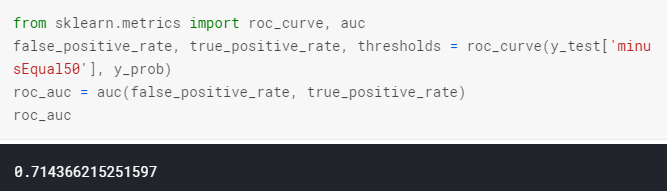 from sklearn.metrics import roc_curve, auc
false_positive_rate, true_positive_rate, thresholds = roc_curve(y_test['minu
sEqual50'], y_prob)
roc_auc = auc(false_positive_rate, true_positive_rate)
roc_auc
0.714366215251597